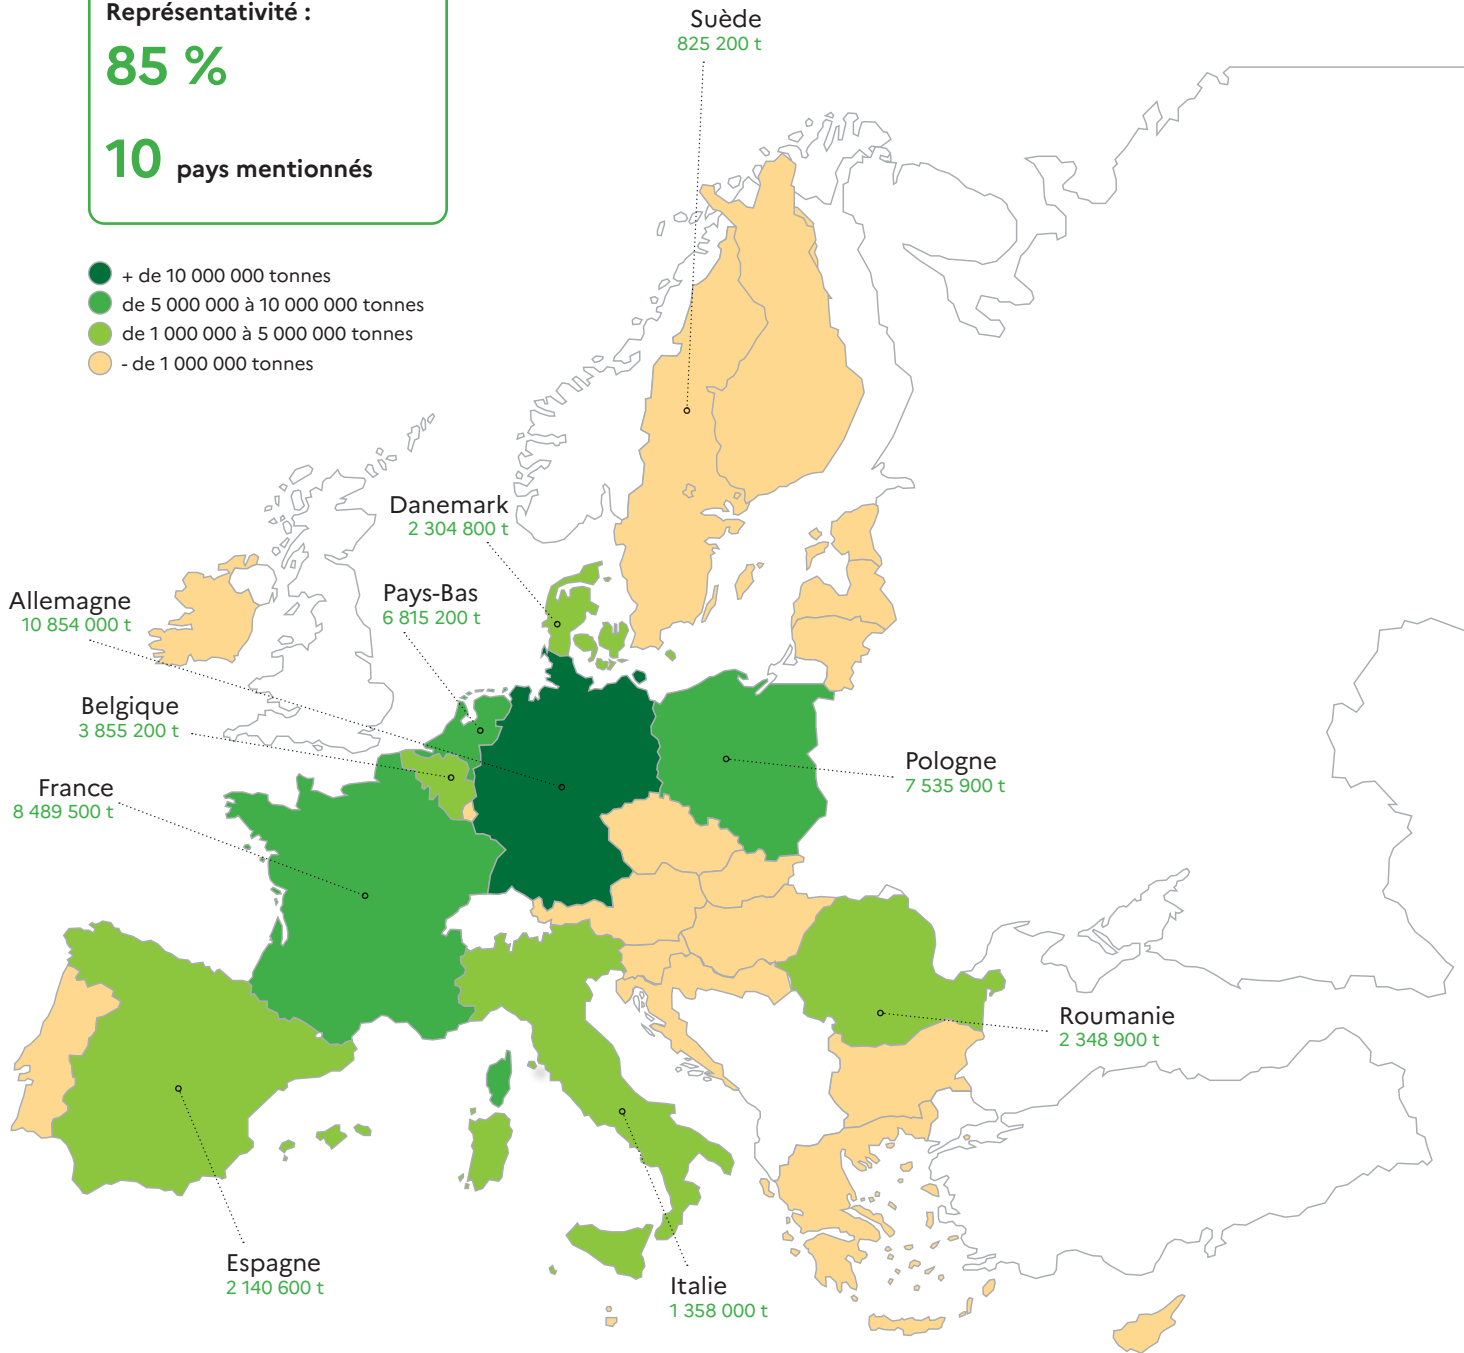 Représentativité :
85 %
10 pays mentionnés
+ de 10 000 000 tonnes
de 5 000 000 à 10 000 000 tonnes
de 1 000 000 à 5 000 000 tonnes
- de 1 000 000 tonnes
Suède
825 200 t
Danemark
2 304 800 t
Pays-Bas
6 815 200 t
Allemagne
10 854 000 t
Belgique
3 855 200 t
France
8 489 500 t
Pologne
7 535 900 t
Roumanie
2 348 900 t
Espagne
2 140 600 t
Italie
1 358 000 t